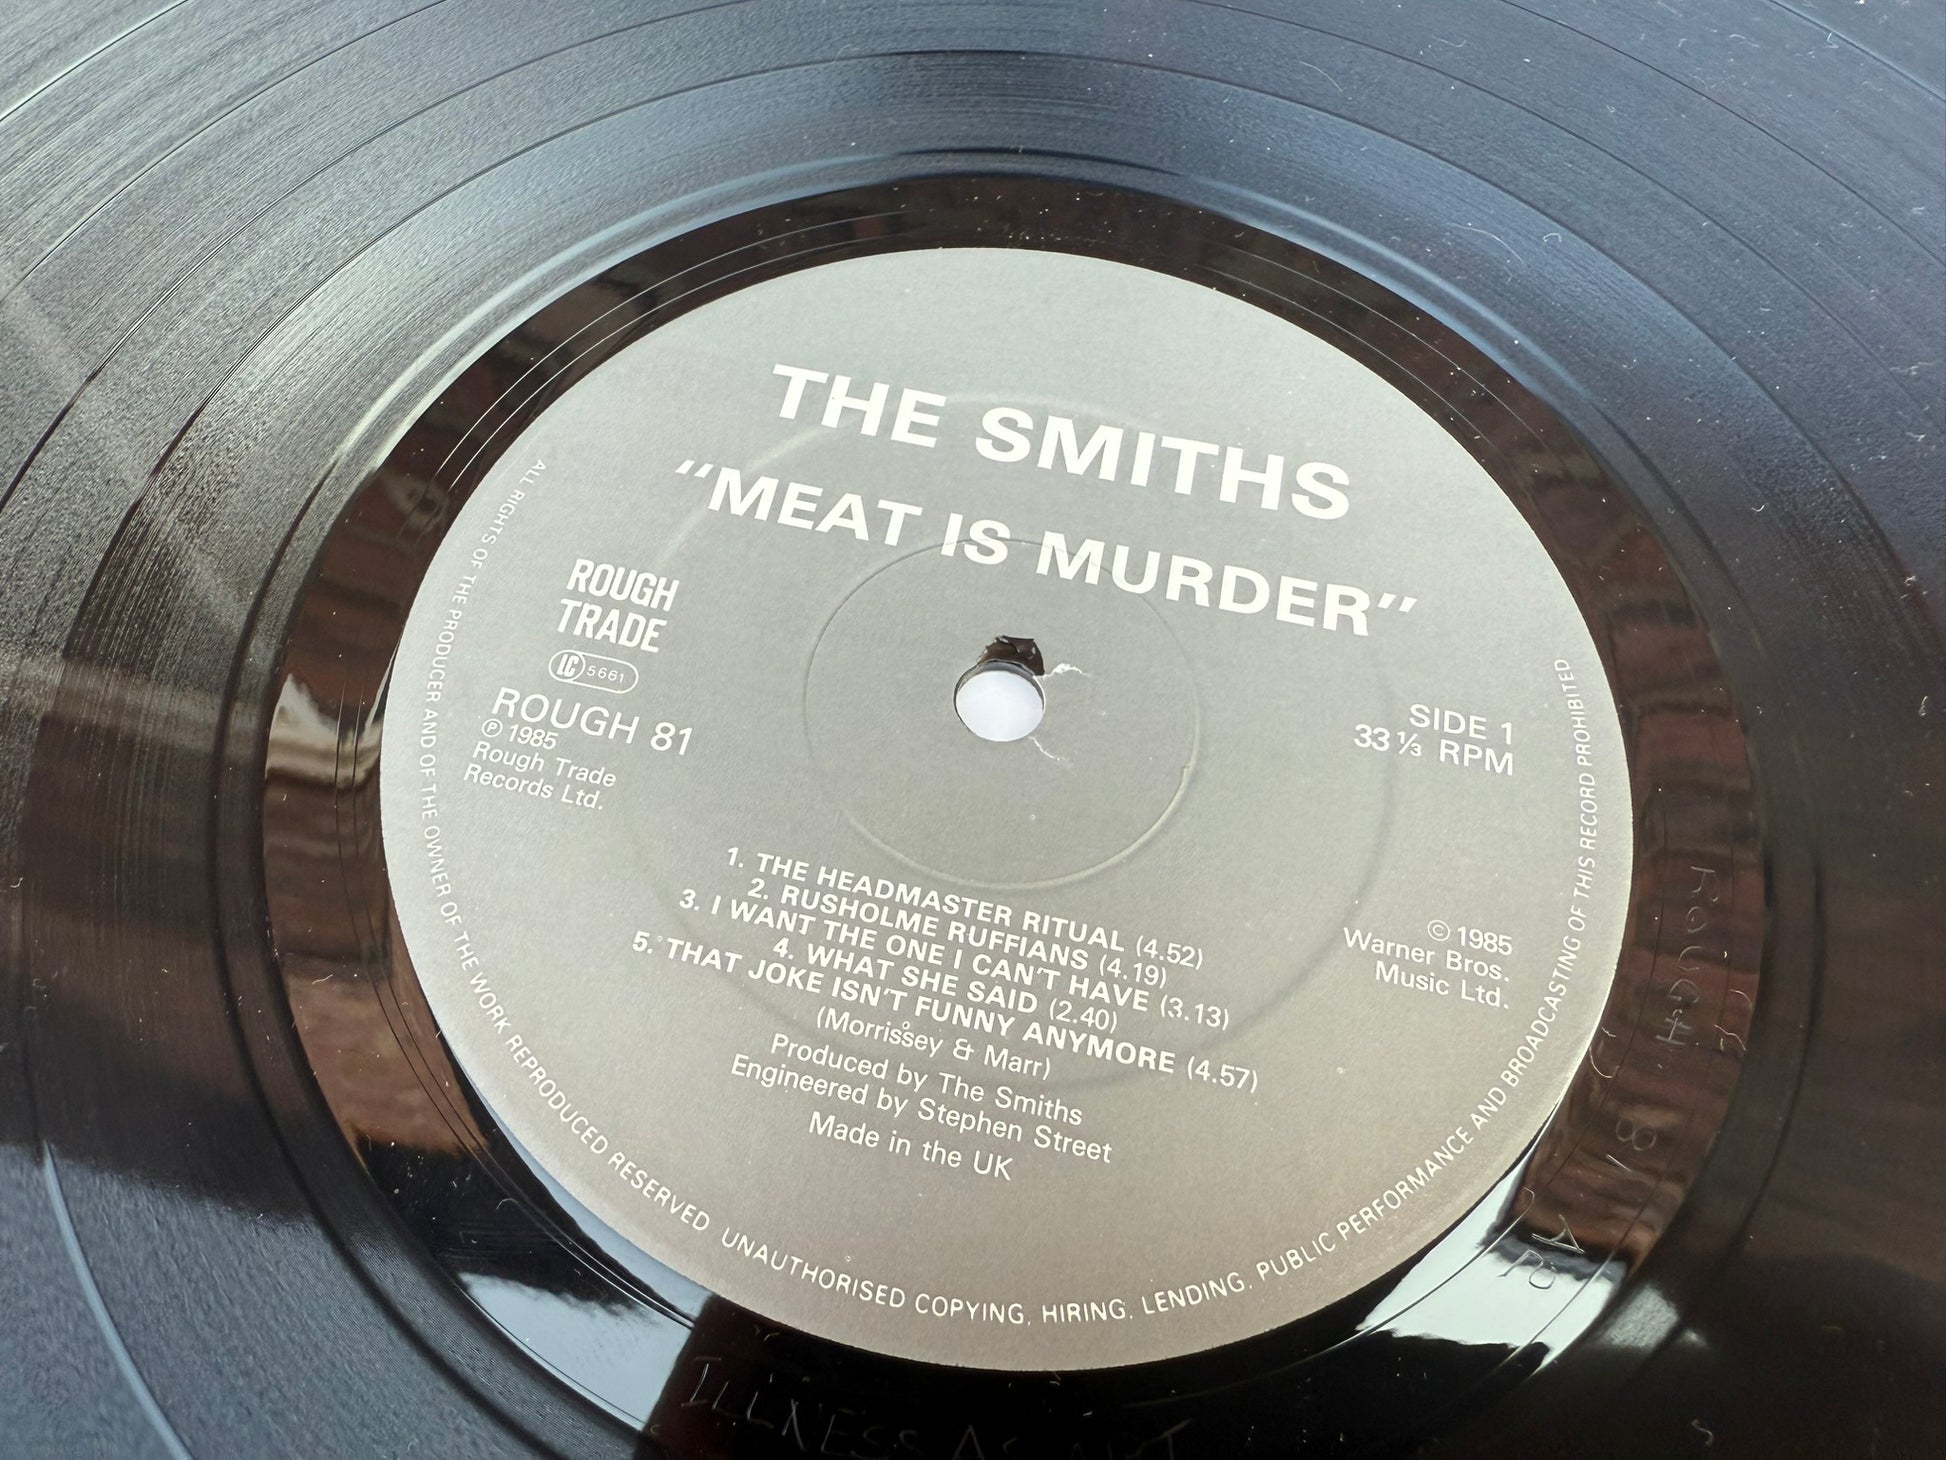 THE SMITHS
"MEAT IS MURDER"
ROUGH
TRADE
LC 5661
ROUGH 81
℗ 1985
Rough Trade
Records Ltd.
SIDE 1
33 ⅓ RPM
1. THE HEADMASTER RITUAL (4.52)
2. RUSHOLME RUFFIANS (4.19)
3. I WANT THE ONE I CAN'T HAVE (3.13)
4. WHAT SHE SAID (2.40)
5. THAT JOKE ISN'T FUNNY ANYMORE (4.57)
(Morrissey & Marr)
Produced by The Smiths
Engineered by Stephen Street
Made in the UK
© 1985
Warner Bros.
Music Ltd.
ALL RIGHTS OF THE PRODUCER AND OF THE OWNER OF THE WORK REPRODUCED RESERVED UNAUTHORISED COPYING, HIRING, LENDING, PUBLIC PERFORMANCE AND BROADCASTING OF THIS RECORD PROHIBITED
ROUGH 81 A
ILLNESS AS ART